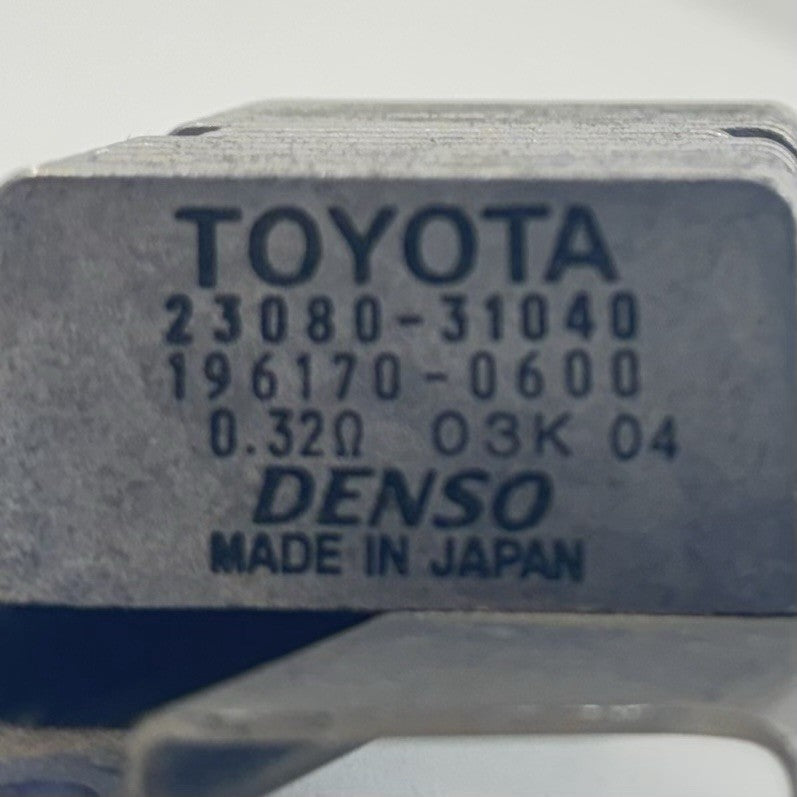 TOYOTA
23080-31040
196170-0600
0.32Ω 03K 04
DENSO
MADE IN JAPAN